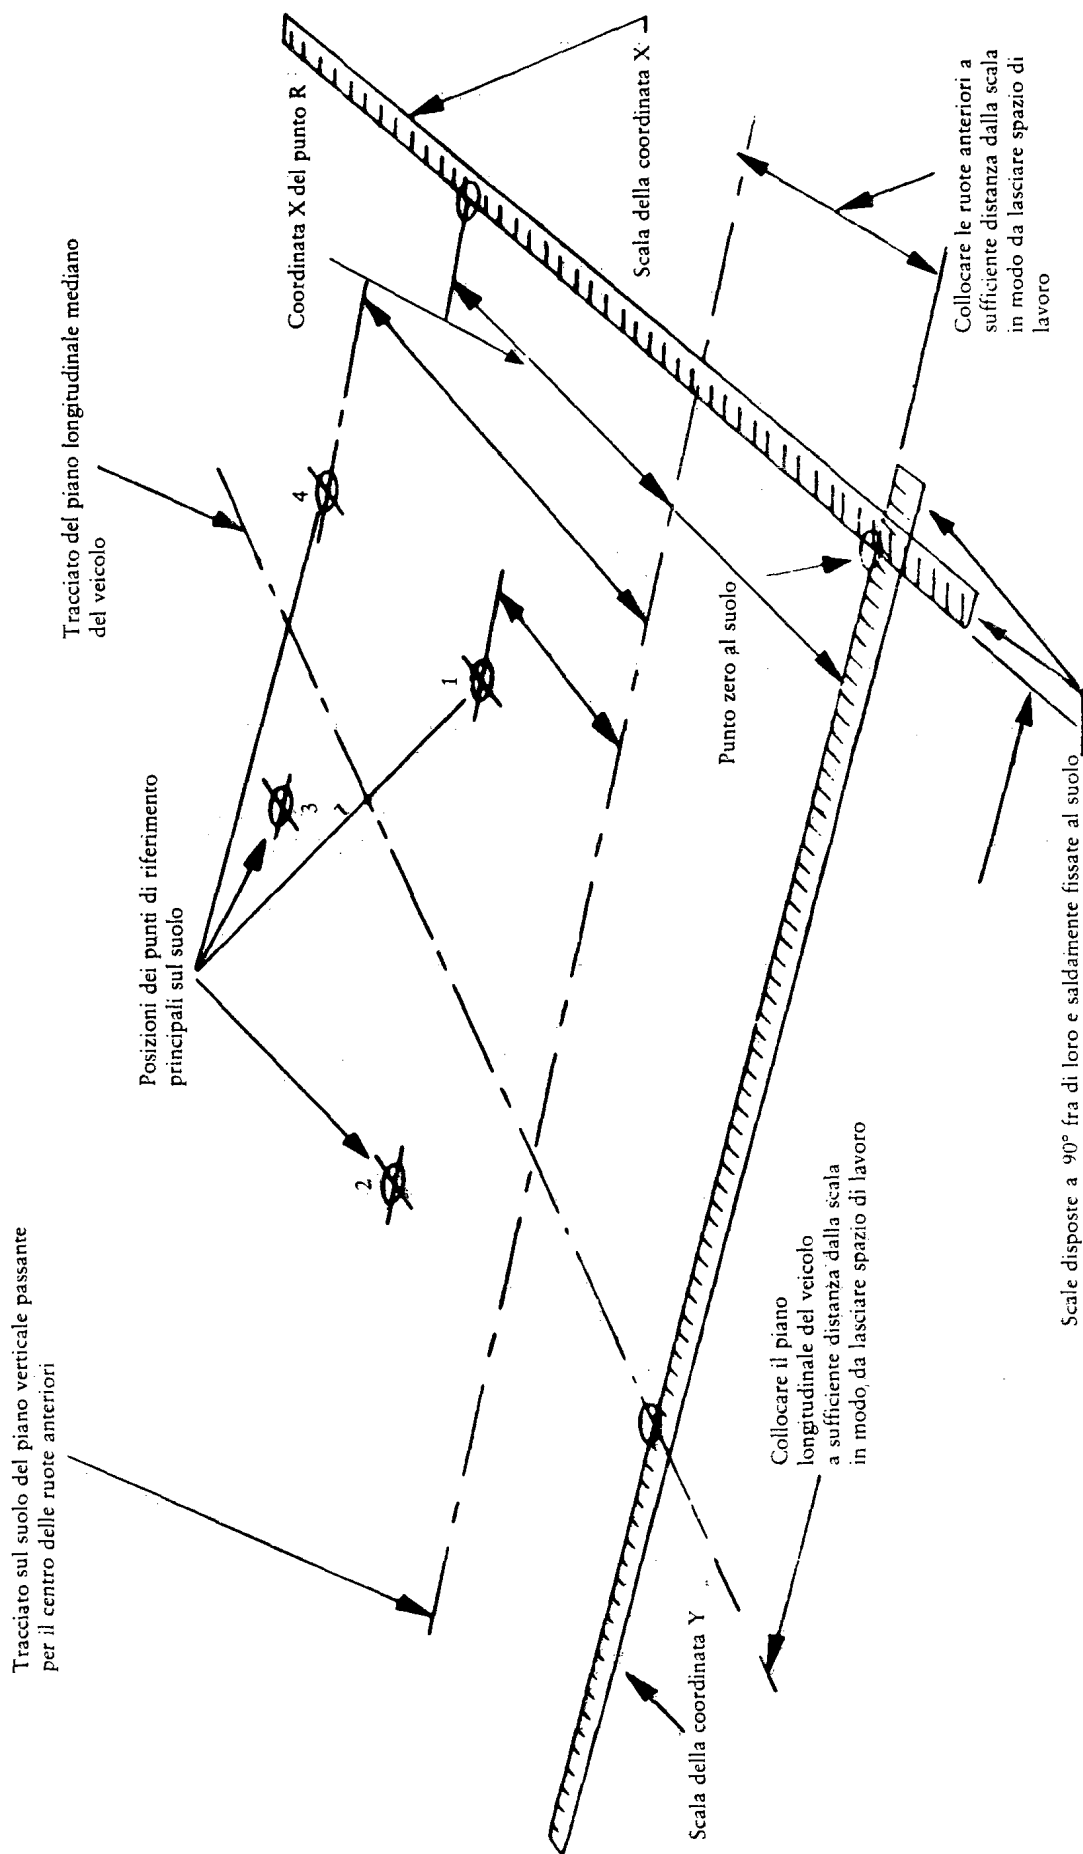 Tracciato sul suolo del piano verticale passante
per il centro delle ruote anteriori
Posizioni dei punti di riferimento
principali sul suolo
Tracciato del piano longitudinale mediano
del veicolo
2
3
1
4
Coordinata X del punto R
Scala della coordinata X
Punto zero al suolo
Collocare le ruote anteriori a
sufficiente distanza dalla scala
in modo da lasciare spazio di
lavoro
Scala della coordinata Y
Collocare il piano
longitudinale del veicolo
a sufficiente distanza dalla scala
in modo da lasciare spazio di lavoro
Scale disposte a 90° fra di loro e saldamente fissate al suolo